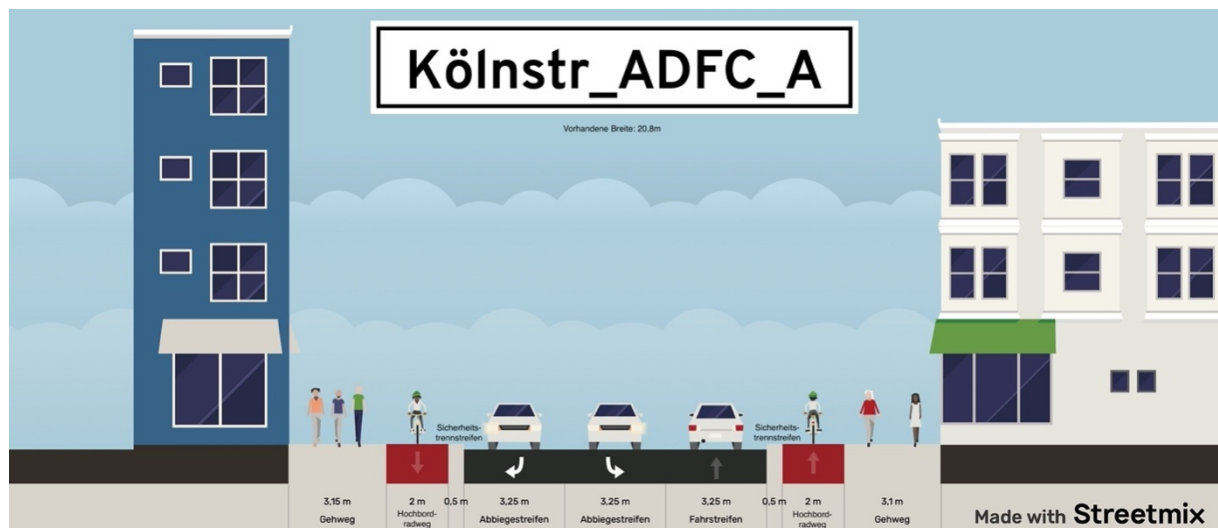 Kölnstr_ADFC_A
Vorhandene Breite: 20,8m
Sicherheits-
trennstreifen
Sicherheits-
trennstreifen
3,15 m
Gehweg
2 m
Hochbord-
radweg
0,5 m
3,25 m
Abbiegestreifen
3,25 m
Abbiegestreifen
3,25 m
Fahrstreifen
0,5 m
2 m
Hochbord-
radweg
3,1 m
Gehweg
Made with Streetmix